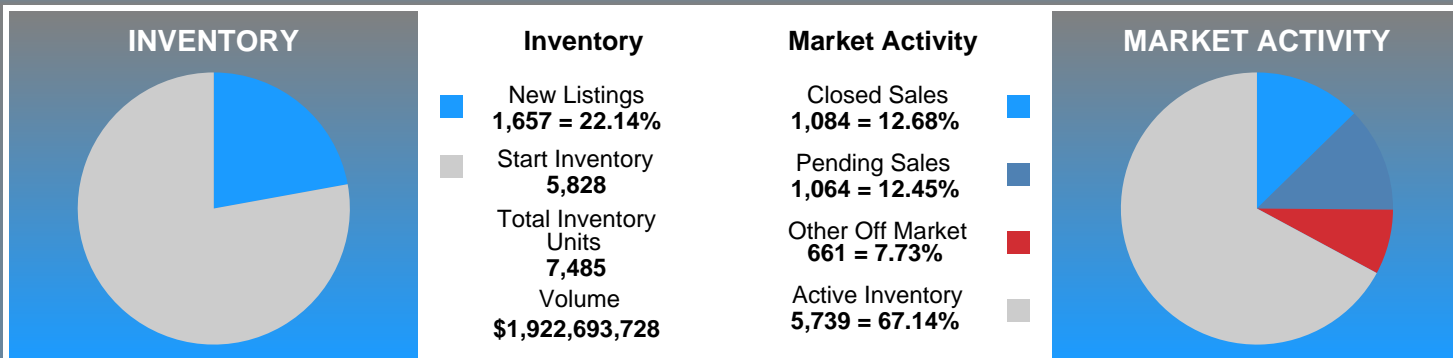 INVENTORY
Inventory
New Listings
1,657 = 22.14%
Start Inventory
5,828
Total Inventory
Units
7,485
Volume
$1,922,693,728
Market Activity
Closed Sales
1,084 = 12.68%
Pending Sales
1,064 = 12.45%
Other Off Market
661 = 7.73%
Active Inventory
5,739 = 67.14%
MARKET ACTIVITY